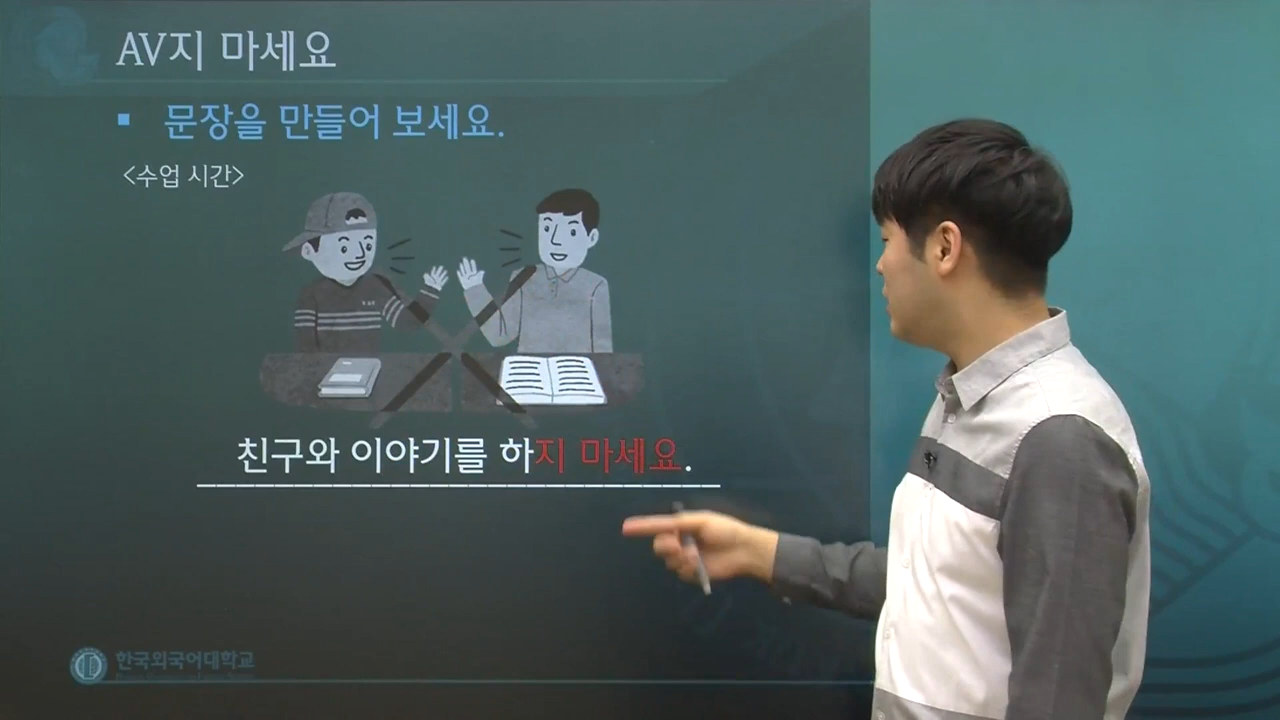 AV지 마세요
▪ 문장을 만들어 보세요.
<수업 시간>
친구와 이야기를 하지 마세요.
한국외국어대학교